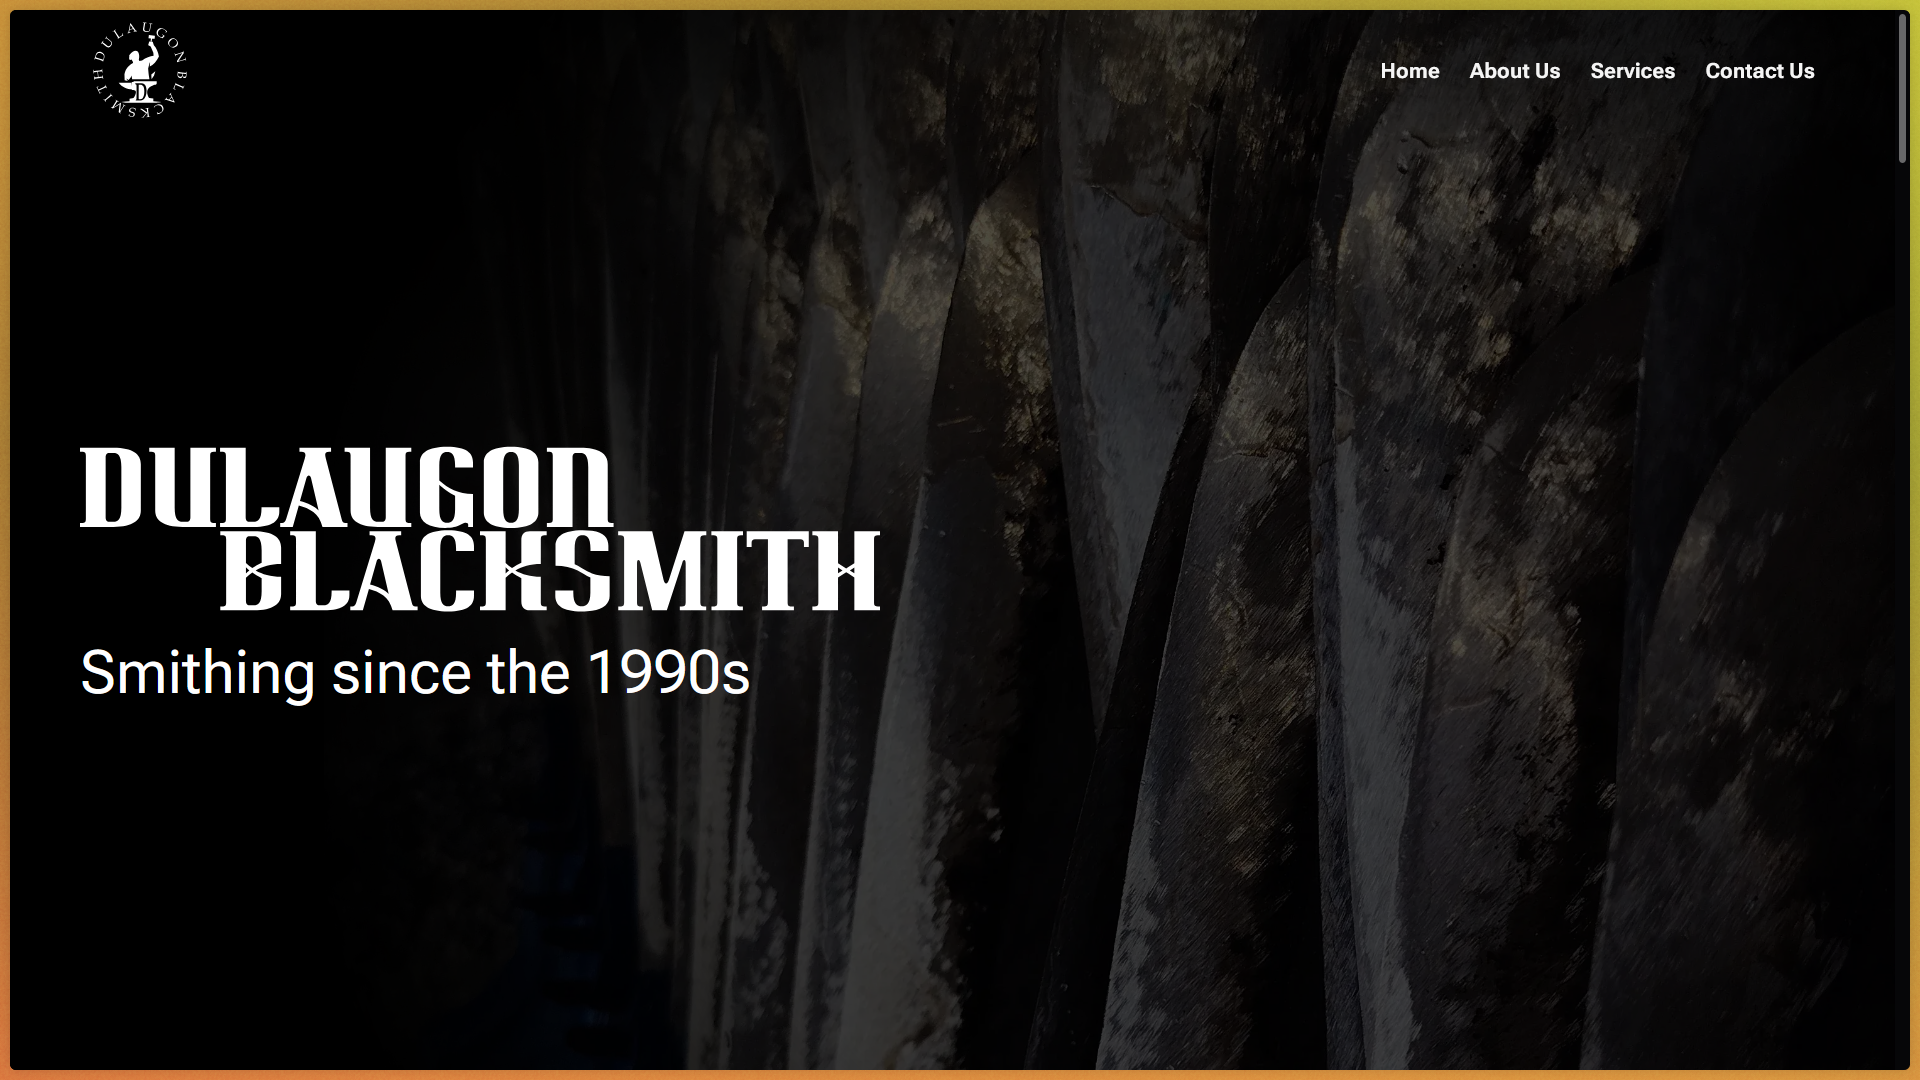 DULAUGON BLACKSMITH
D
Home About Us Services Contact Us
DULAUGON
BLACKSMITH
Smithing since the 1990s